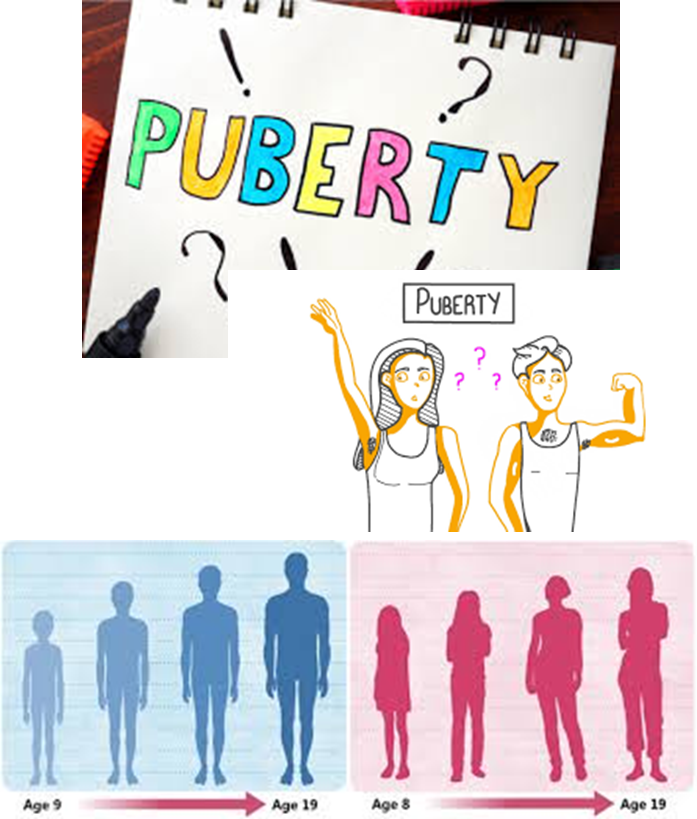 ! ?
PUBERTY
? ! !
PUBERTY
? ? ?
Age 9 Age 19 Age 8 Age 19